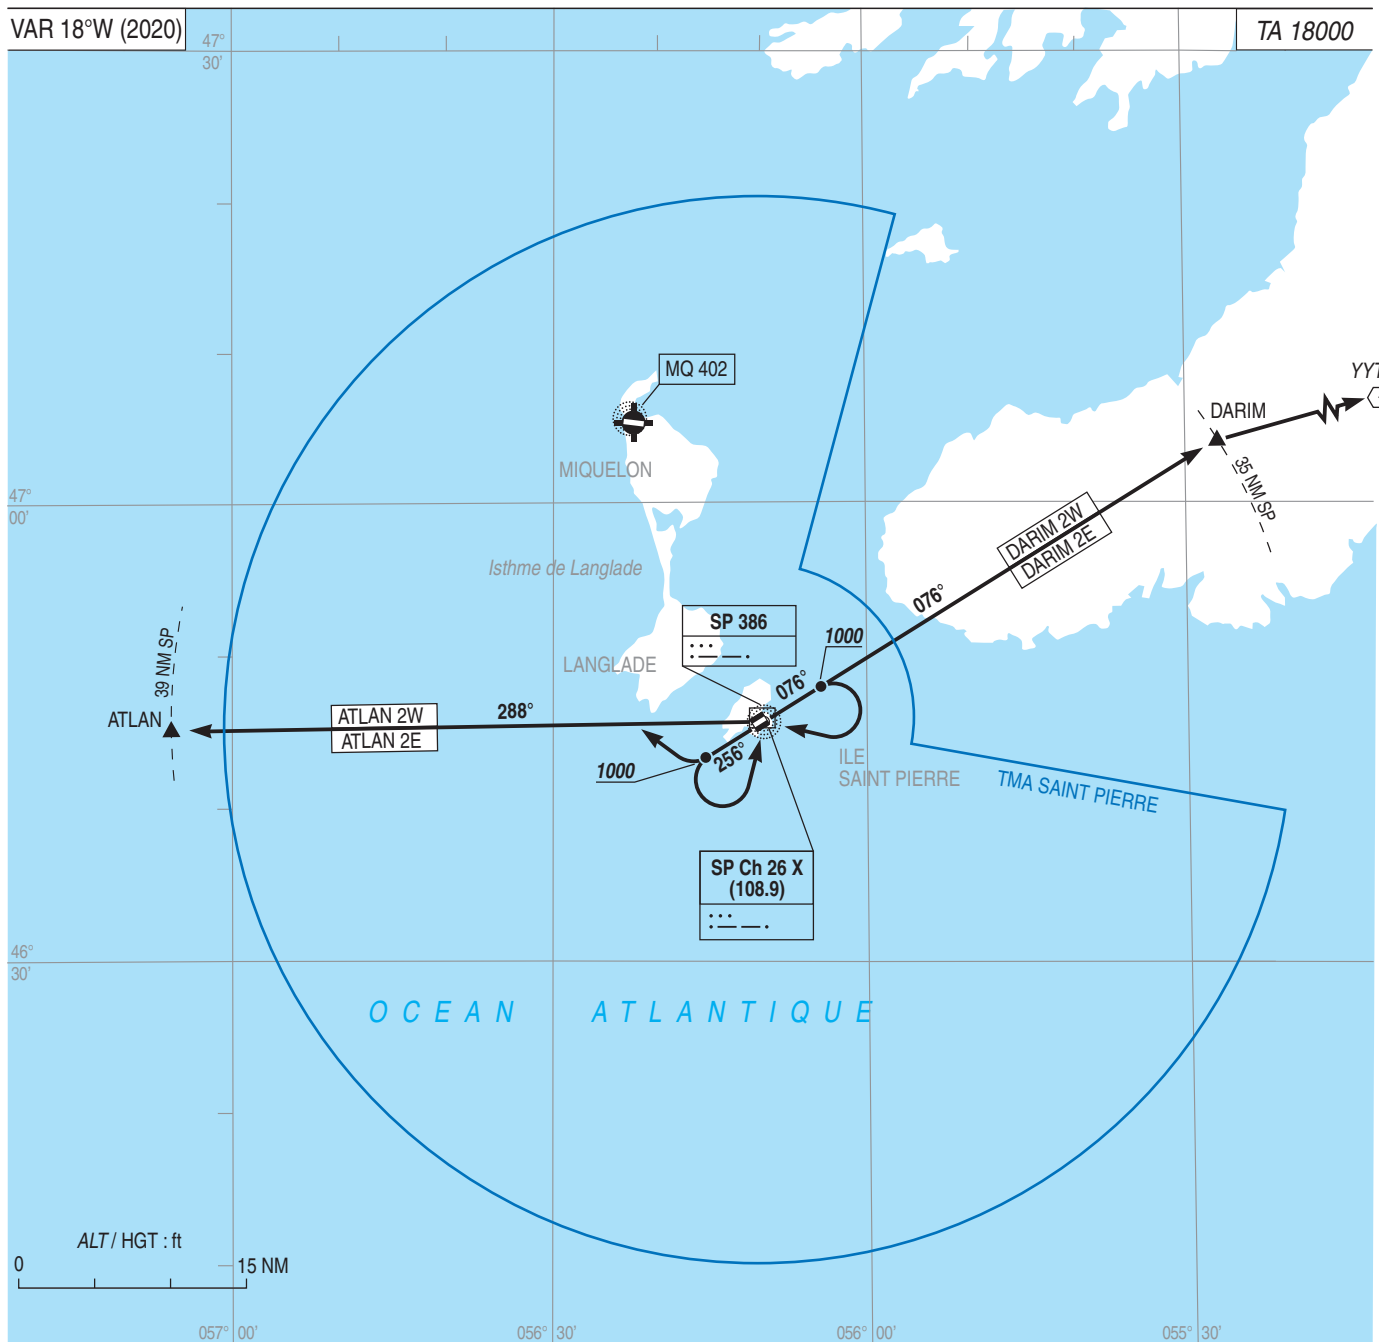 VAR 18°W (2020)
TA 18000
47°
30'
MQ 402
YYT
DARIM
MIQUELON
35 NM SP
47°
00'
DARIM 2W
DARIM 2E
Isthme de Langlade
076°
SP 386
1000
39 NM SP
LANGLADE
076°
ATLAN
ATLAN 2W
ATLAN 2E
288°
256°
1000
ILE
SAINT PIERRE
TMA SAINT PIERRE
SP Ch 26 X
(108.9)
46°
30'
OCEAN ATLANTIQUE
ALT / HGT : ft
0 15 NM
057° 00' 056° 30' 056° 00' 055° 30'